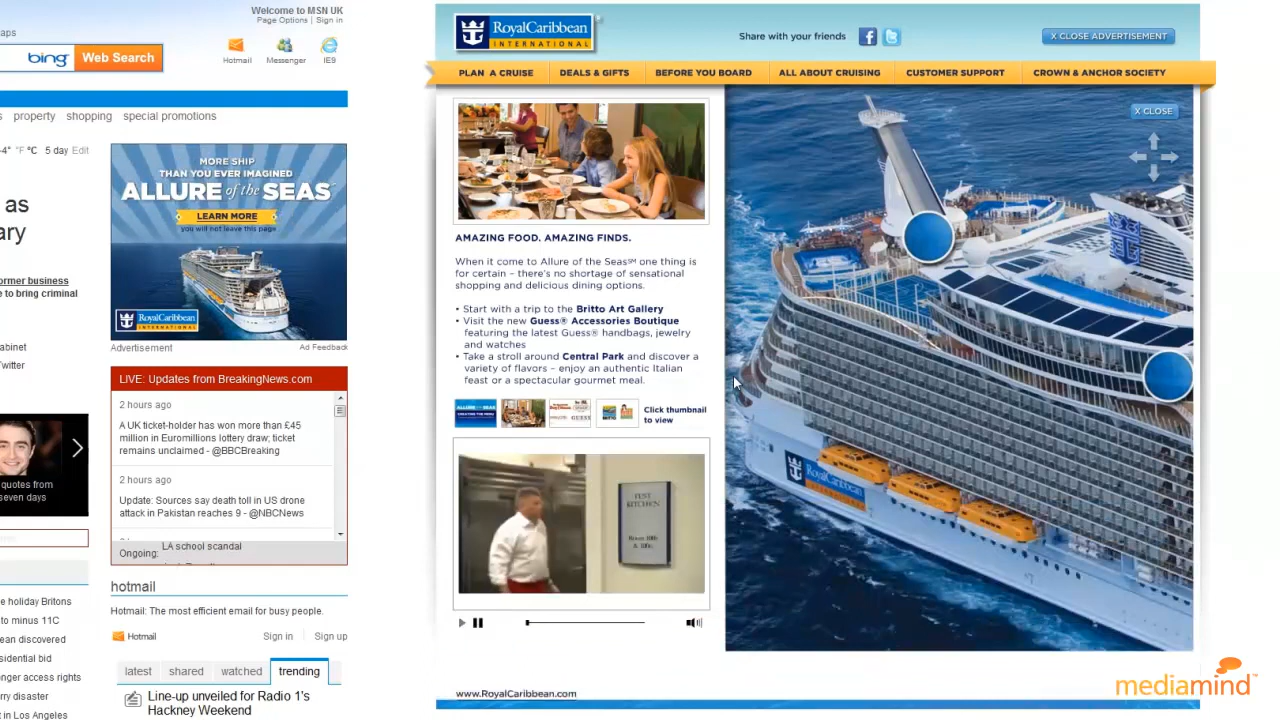 Welcome to MSN UK
Page Options | Sign in
aps
bing
Web Search
Hotmail
Messenger
IE9
property
shopping
special promotions
-4° °F °C 5 day Edit
as
ary
ormer business
e to bring criminal
abinet
Twitter
quotes from
seven days
e holiday Britons
to minus 11C
ean discovered
sidential bid
nger access rights
rry disaster
t in Los Angeles
MORE SHIP
THAN YOU EVER IMAGINED
ALLURE of the SEAS
LEARN MORE
you will not leave this page
RoyalCaribbean
INTERNATIONAL
Advertisement
Ad Feedback
LIVE: Updates from BreakingNews.com
2 hours ago
A UK ticket-holder has won more than £45
million in Euromillions lottery draw; ticket
remains unclaimed - @BBCBreaking
2 hours ago
Update: Sources say death toll in US drone
attack in Pakistan reaches 9 - @NBCNews
Ongoing:
LA school scandal
hotmail
Hotmail: The most efficient email for busy people.
Hotmail
Sign in
Sign up
latest
shared
watched
trending
Line-up unveiled for Radio 1's
Hackney Weekend
RoyalCaribbean
INTERNATIONAL
Share with your friends
X CLOSE ADVERTISEMENT
PLAN A CRUISE
DEALS & GIFTS
BEFORE YOU BOARD
ALL ABOUT CRUISING
CUSTOMER SUPPORT
CROWN & ANCHOR SOCIETY
X CLOSE
AMAZING FOOD. AMAZING FINDS.
When it come to Allure of the Seas℠ one thing is
for certain – there's no shortage of sensational
shopping and delicious dining options.
• Start with a trip to the Britto Art Gallery
• Visit the new Guess® Accessories Boutique
featuring the latest Guess® handbags, jewelry
and watches
• Take a stroll around Central Park and discover a
variety of flavors – enjoy an authentic Italian
feast or a spectacular gourmet meal.
Click thumbnail
to view
TEST
KITCHEN
RoyalCaribbean
INTERNATIONAL
www.RoyalCaribbean.com
mediamind